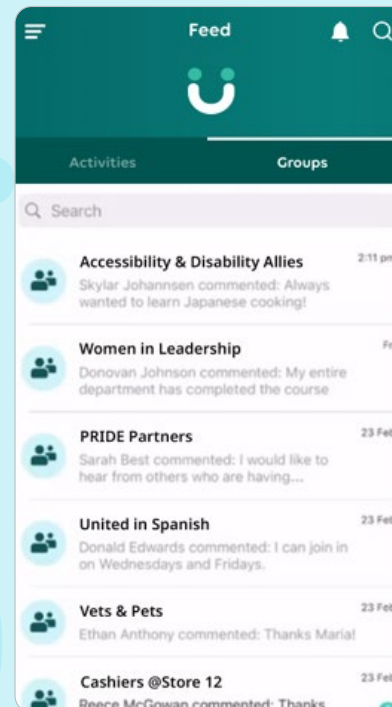 Feed
Activities
Groups
Search
Accessibility & Disability Allies
2:11 pm
Skylar Johannsen commented: Always
wanted to learn Japanese cooking!
Women in Leadership
Donovan Johnson commented: My entire
department has completed the course
PRIDE Partners
23 Feb
Sarah Best commented: I would like to
hear from others who are having...
United in Spanish
23 Feb
Donald Edwards commented: I can join in
on Wednesdays and Fridays.
Vets & Pets
23 Feb
Ethan Anthony commented: Thanks Maria!
Cashiers @Store 12
23 Feb
Reece McGowan commented: Thanks